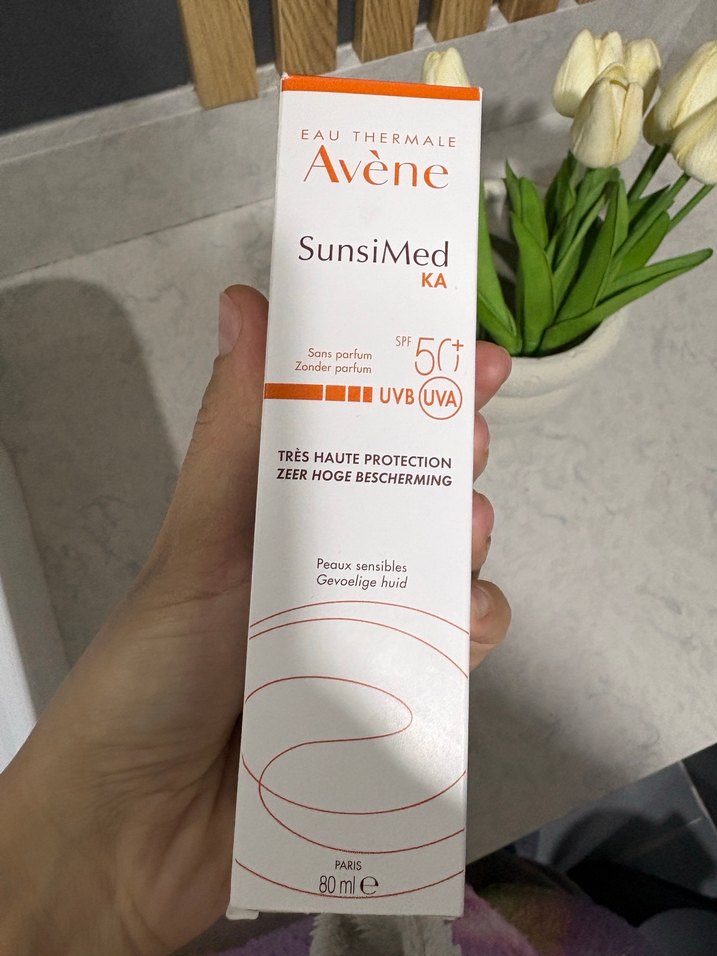 EAU THERMALE
Avène
SunsiMed
KA
Sans parfum
Zonder parfum
SPF 50+
UVB UVA
TRÈS HAUTE PROTECTION
ZEER HOGE BESCHERMING
Peaux sensibles
Gevoelige huid
PARIS
80 ml e